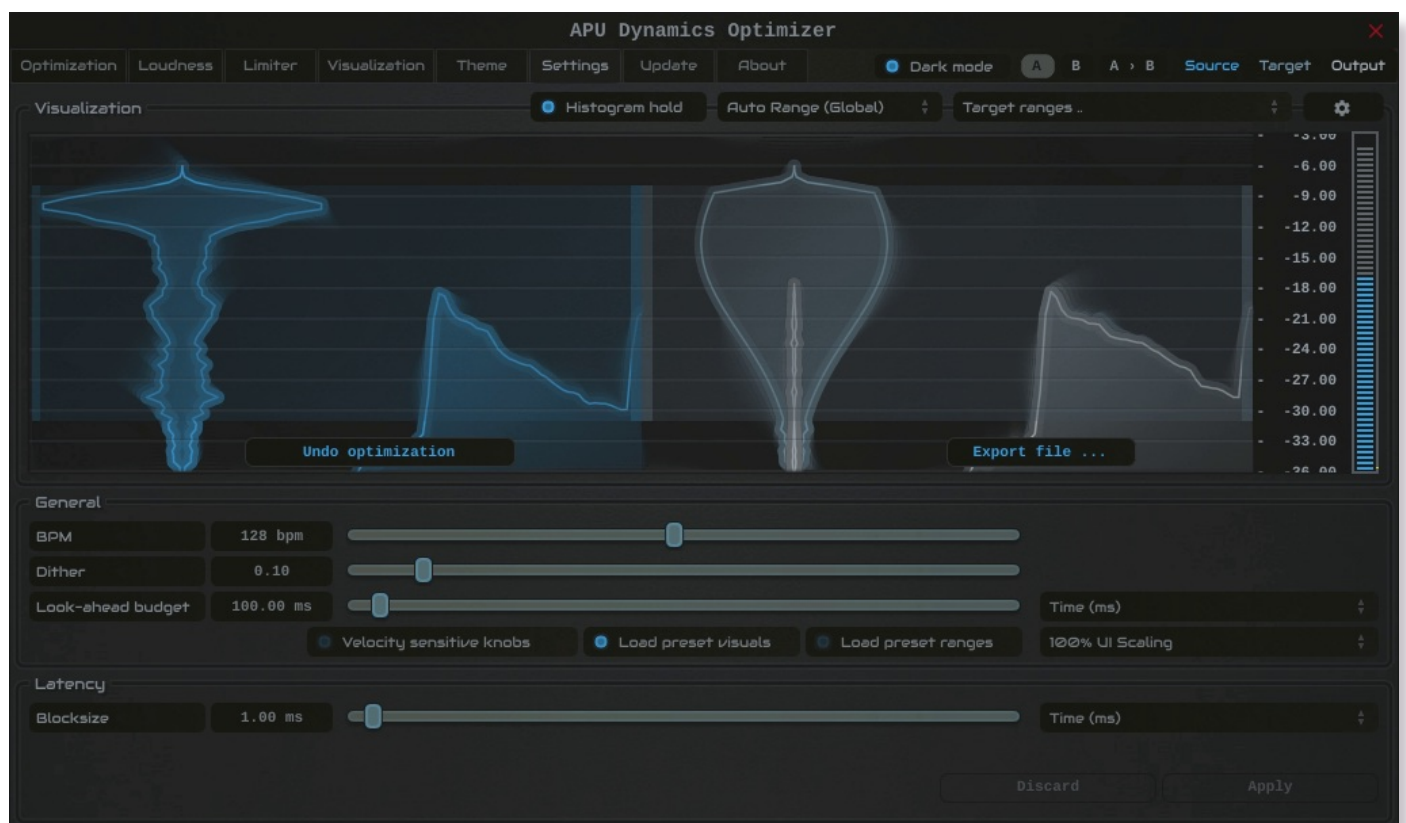 APU Dynamics Optimizer
Optimization Loudness Limiter Visualization Theme Settings Update About Dark mode A B A › B Source Target Output
Visualization Histogram hold Auto Range (Global) Target ranges ..
- -3.00
- -6.00
- -9.00
- -12.00
- -15.00
- -18.00
- -21.00
- -24.00
- -27.00
- -30.00
- -33.00
- -36.00
Undo optimization Export file ...
General
BPM 128 bpm
Dither 0.10
Look-ahead budget 100.00 ms Time (ms)
Velocity sensitive knobs Load preset visuals Load preset ranges 100% UI Scaling
Latency
Blocksize 1.00 ms Time (ms)
Discard Apply